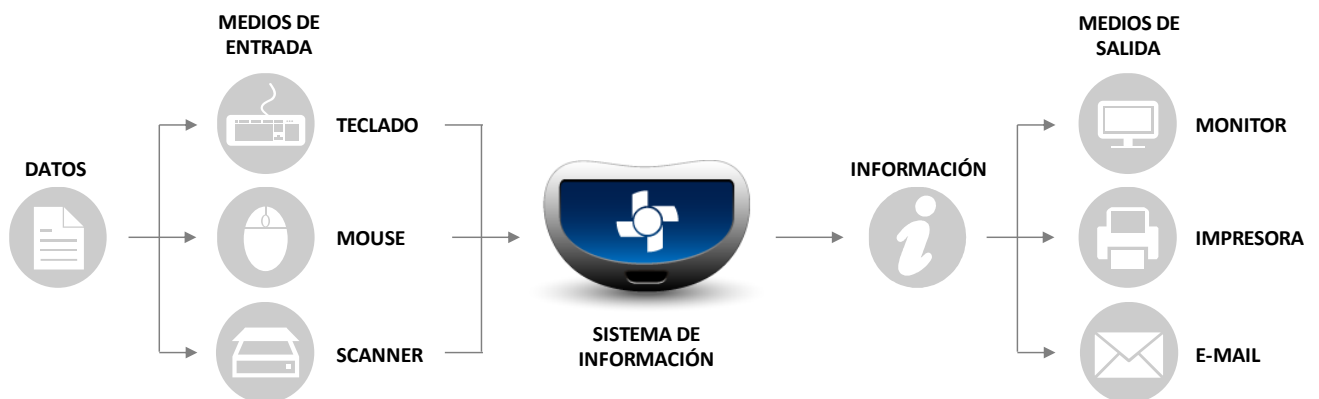 DATOS
MEDIOS DE
ENTRADA
TECLADO
MOUSE
SCANNER
SISTEMA DE
INFORMACIÓN
INFORMACIÓN
MEDIOS DE
SALIDA
MONITOR
IMPRESORA
E-MAIL